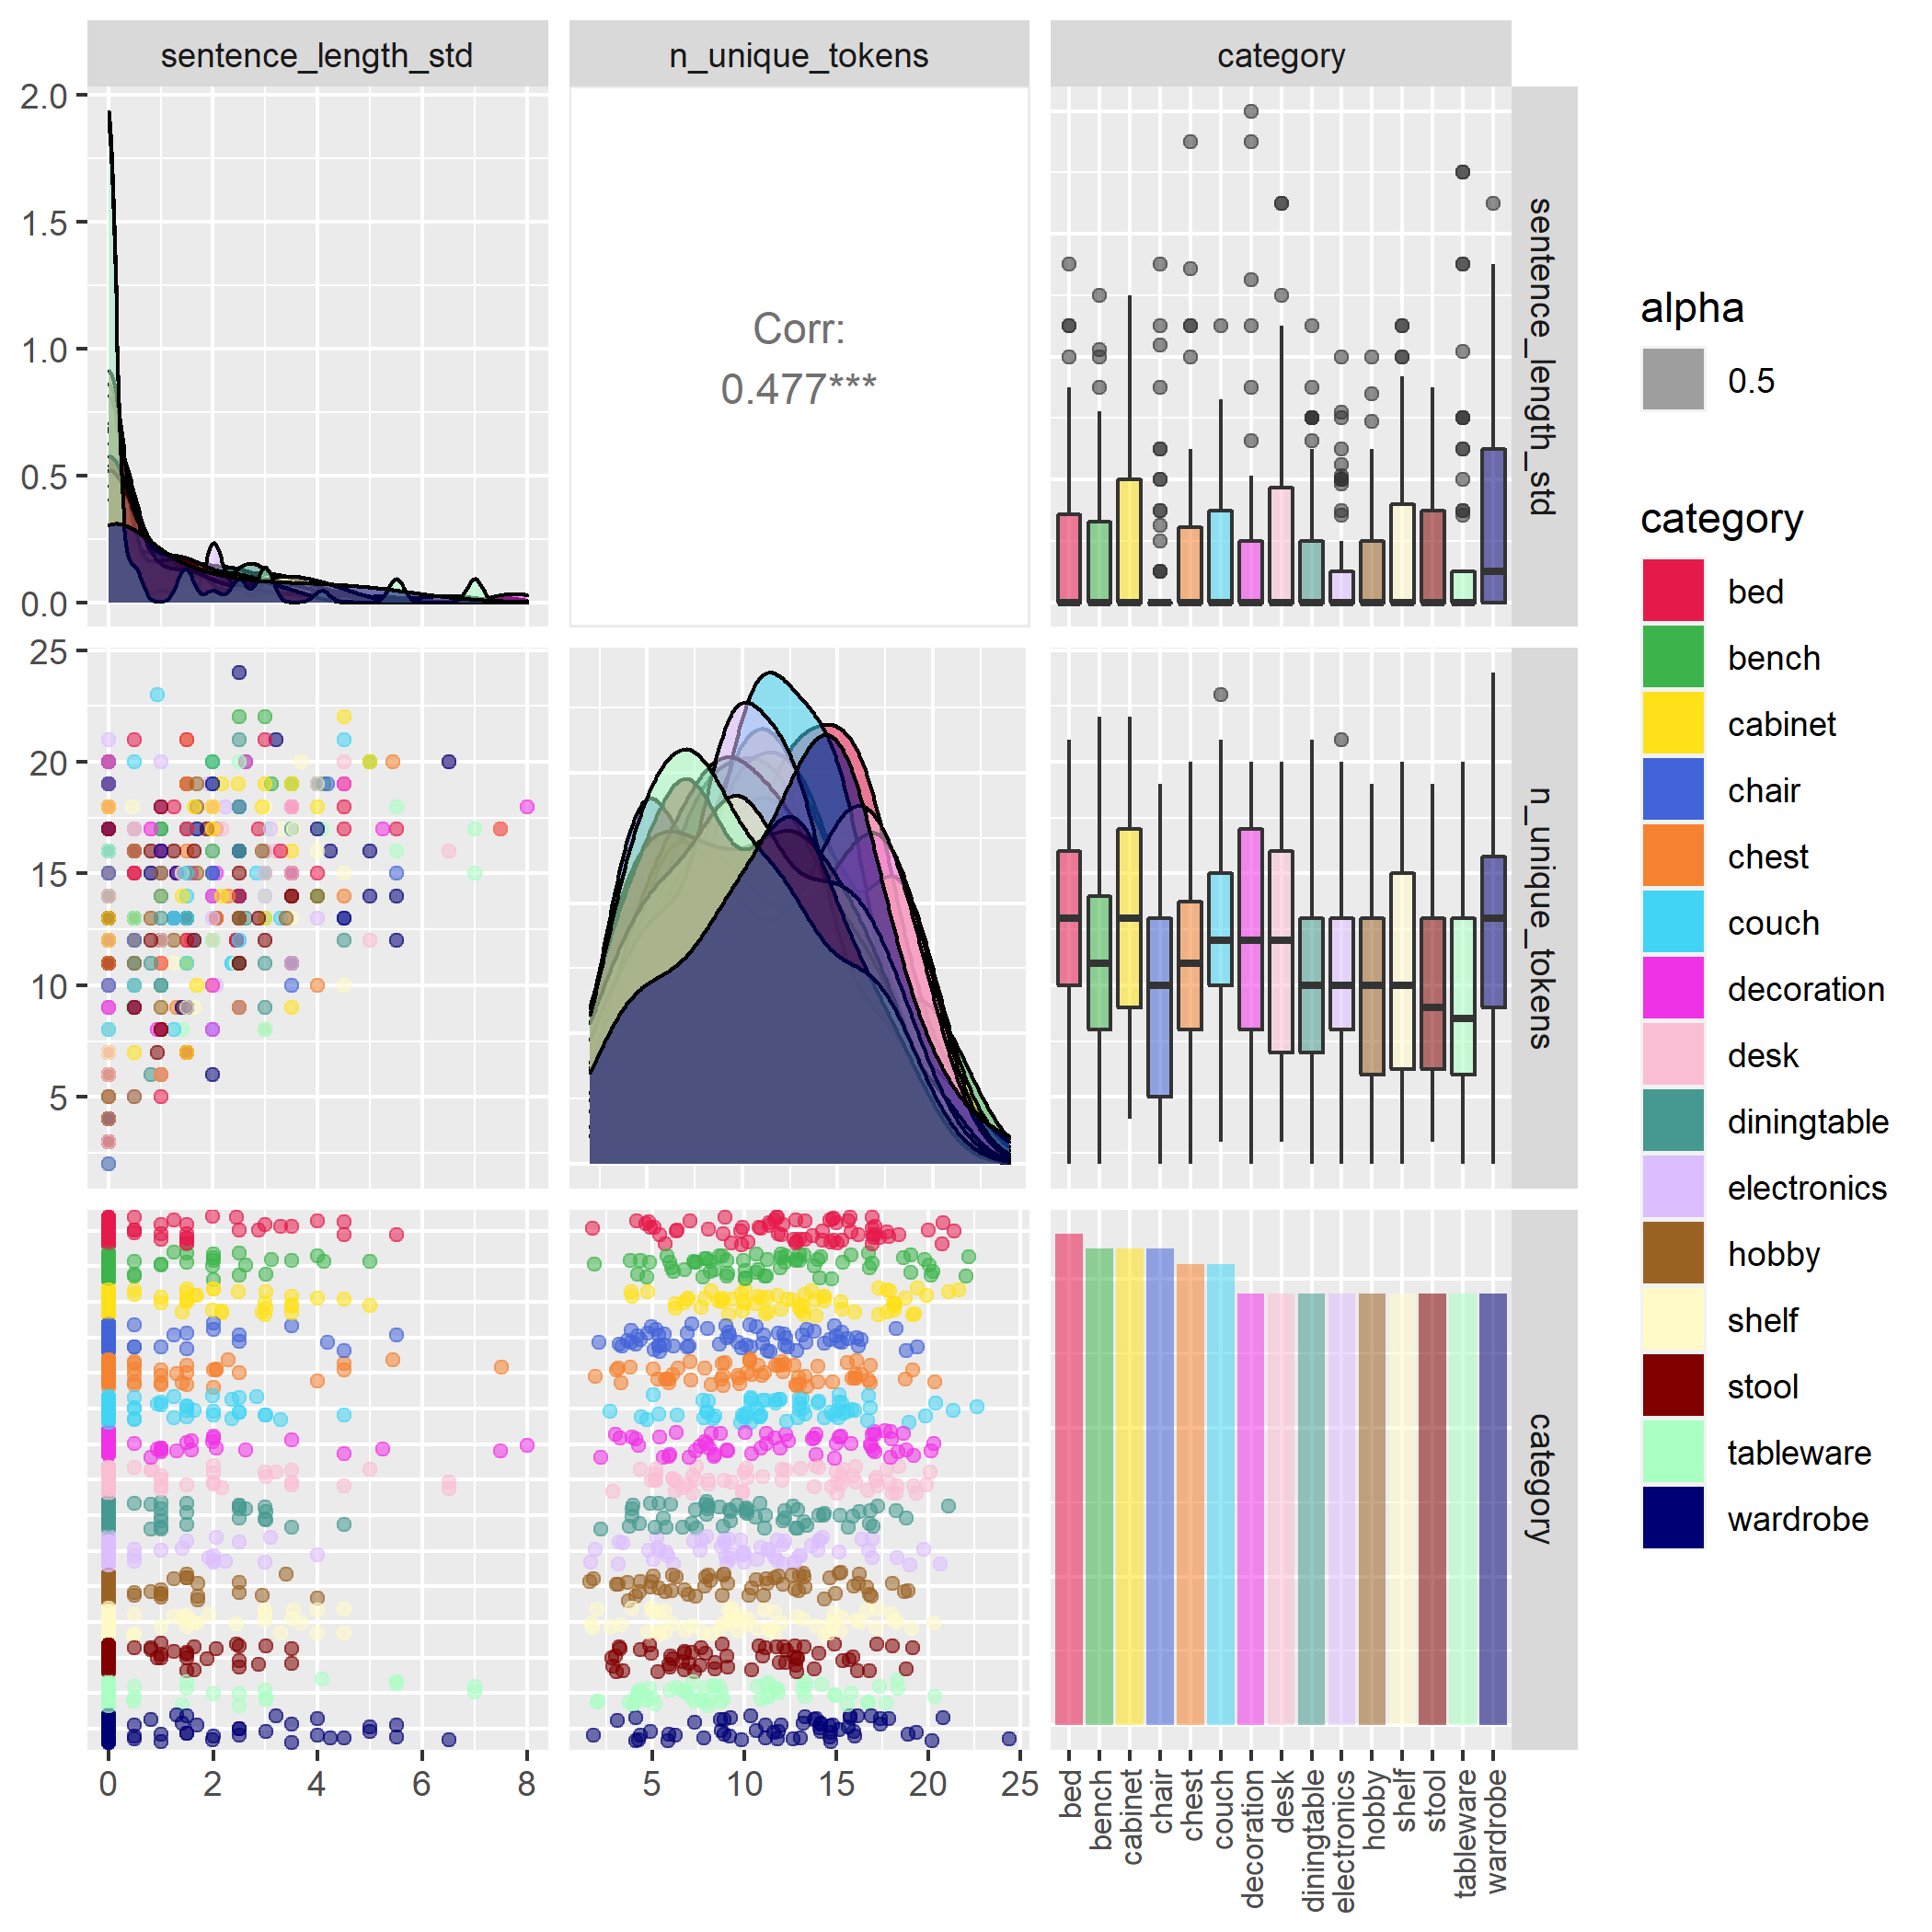 sentence_length_std
n_unique_tokens
category
2.0
1.5
1.0
0.5
0.0
Corr:
0.477***
sentence_length_std
25
20
15
10
5
n_unique_tokens
category
0
2
4
6
8
5
10
15
20
25
bed
bench
cabinet
chair
chest
couch
decoration
desk
diningtable
electronics
hobby
shelf
stool
tableware
wardrobe
alpha
0.5
category
bed
bench
cabinet
chair
chest
couch
decoration
desk
diningtable
electronics
hobby
shelf
stool
tableware
wardrobe